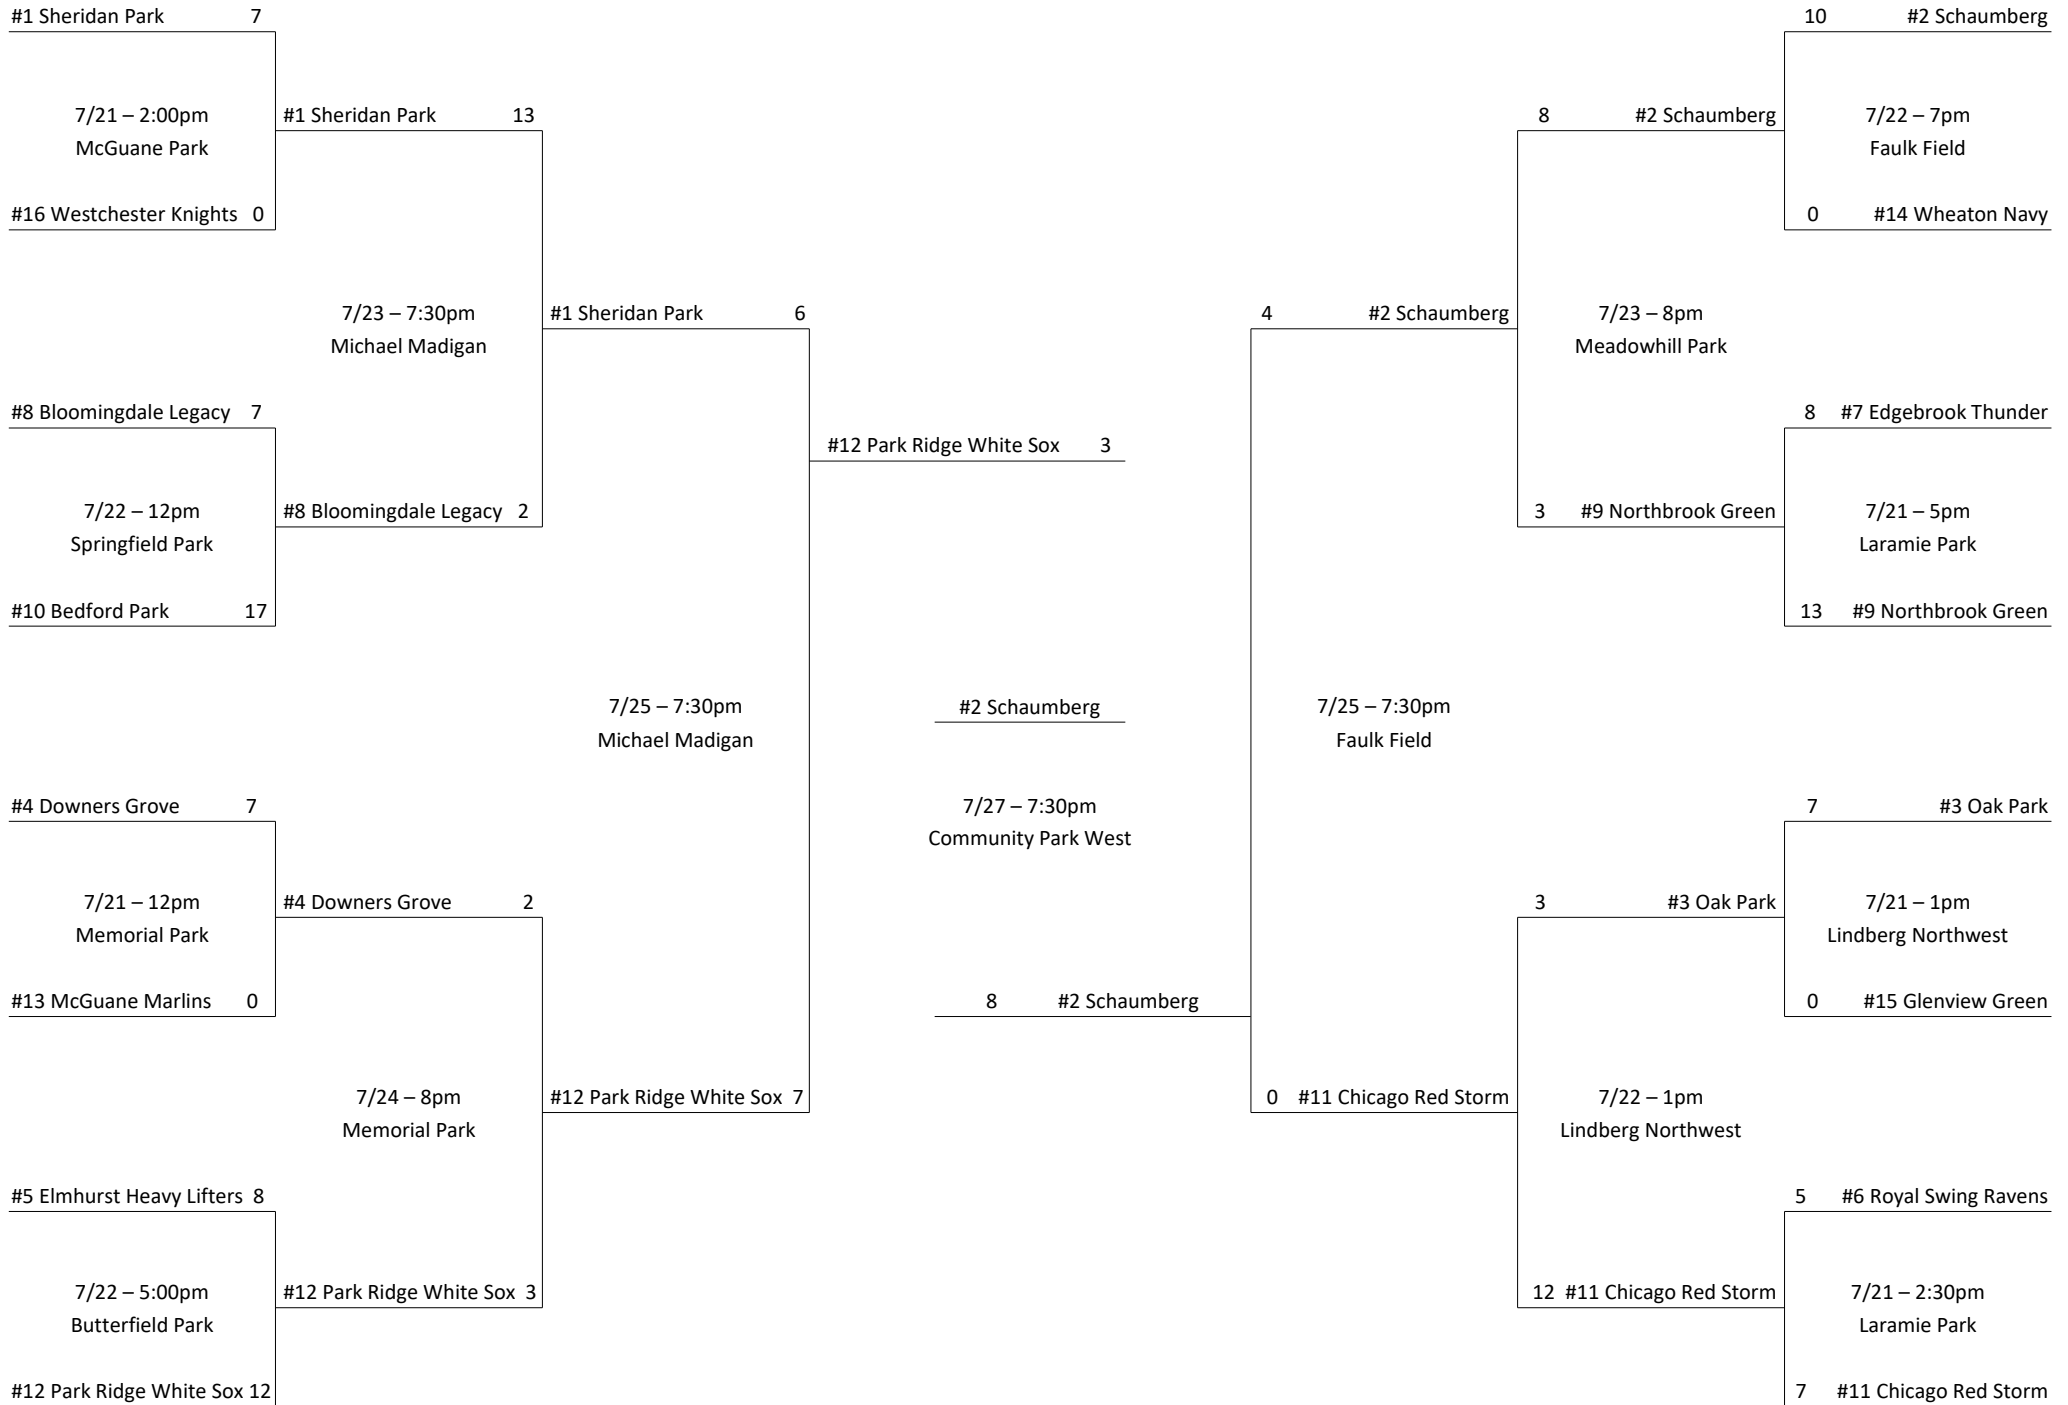 #1 Sheridan Park 7
7/21 – 2:00pm
McGuane Park
#16 Westchester Knights 0
#8 Bloomingdale Legacy 7
7/22 – 12pm
Springfield Park
#10 Bedford Park 17
#4 Downers Grove 7
7/21 – 12pm
Memorial Park
#13 McGuane Marlins 0
#5 Elmhurst Heavy Lifters 8
7/22 – 5:00pm
Butterfield Park
#12 Park Ridge White Sox 12
#1 Sheridan Park 13
7/23 – 7:30pm
Michael Madigan
#8 Bloomingdale Legacy 2
#4 Downers Grove 2
7/24 – 8pm
Memorial Park
#12 Park Ridge White Sox 3
#1 Sheridan Park 6
7/25 – 7:30pm
Michael Madigan
#12 Park Ridge White Sox 7
#12 Park Ridge White Sox 3
#2 Schaumberg
7/27 – 7:30pm
Community Park West
8 #2 Schaumberg
4 #2 Schaumberg
7/25 – 7:30pm
Faulk Field
0 #11 Chicago Red Storm
8 #2 Schaumberg
7/23 – 8pm
Meadowhill Park
3 #9 Northbrook Green
3 #3 Oak Park
7/22 – 1pm
Lindberg Northwest
12 #11 Chicago Red Storm
10 #2 Schaumberg
7/22 – 7pm
Faulk Field
0 #14 Wheaton Navy
8 #7 Edgebrook Thunder
7/21 – 5pm
Laramie Park
13 #9 Northbrook Green
7 #3 Oak Park
7/21 – 1pm
Lindberg Northwest
0 #15 Glenview Green
5 #6 Royal Swing Ravens
7/21 – 2:30pm
Laramie Park
7 #11 Chicago Red Storm